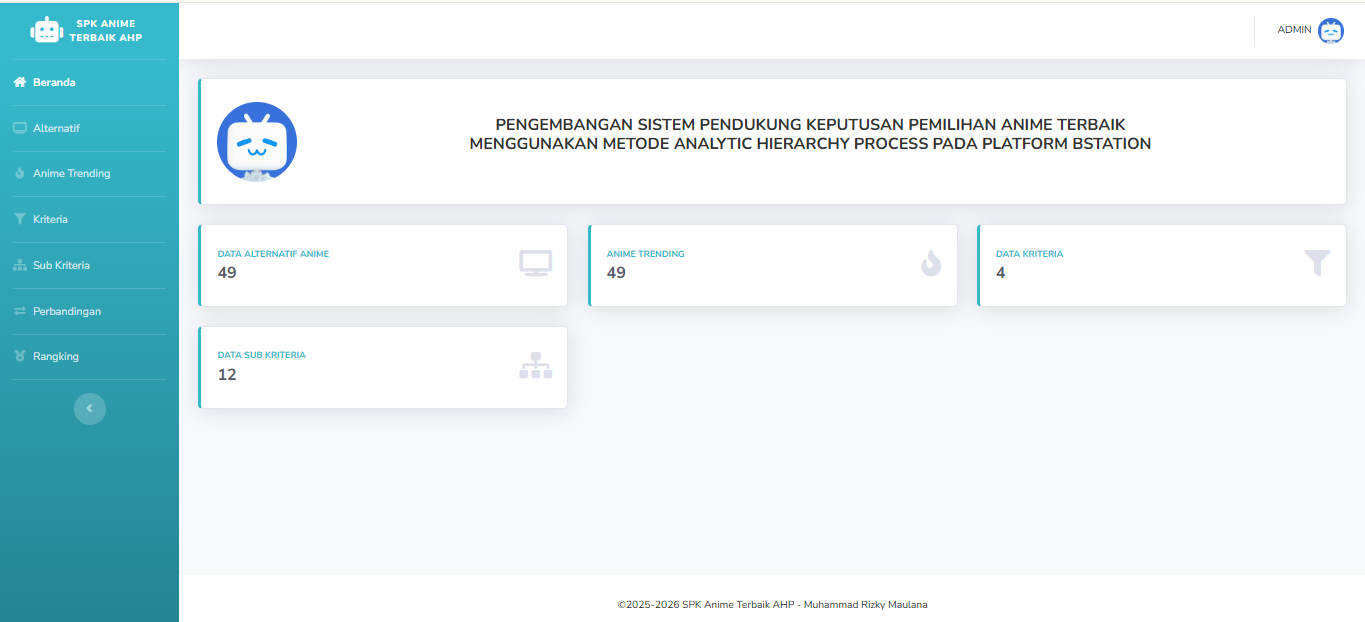 SPK ANIME
TERBAIK AHP
Beranda
Alternatif
Anime Trending
Kriteria
Sub Kriteria
Perbandingan
Rangking
ADMIN
PENGEMBANGAN SISTEM PENDUKUNG KEPUTUSAN PEMILIHAN ANIME TERBAIK
MENGGUNAKAN METODE ANALYTIC HIERARCHY PROCESS PADA PLATFORM BSTATION
DATA ALTERNATIF ANIME
49
ANIME TRENDING
49
DATA KRITERIA
4
DATA SUB KRITERIA
12
©2025-2026 SPK Anime Terbaik AHP - Muhammad Rizky Maulana